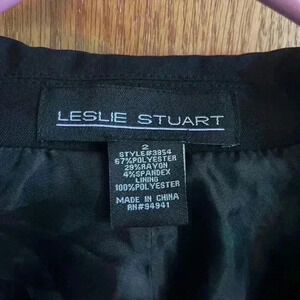 LESLIE STUART
2
STYLE#3854
67%POLYESTER
29%RAYON
4%SPANDEX
LINING
100%POLYESTER
MADE IN CHINA
RN#94941